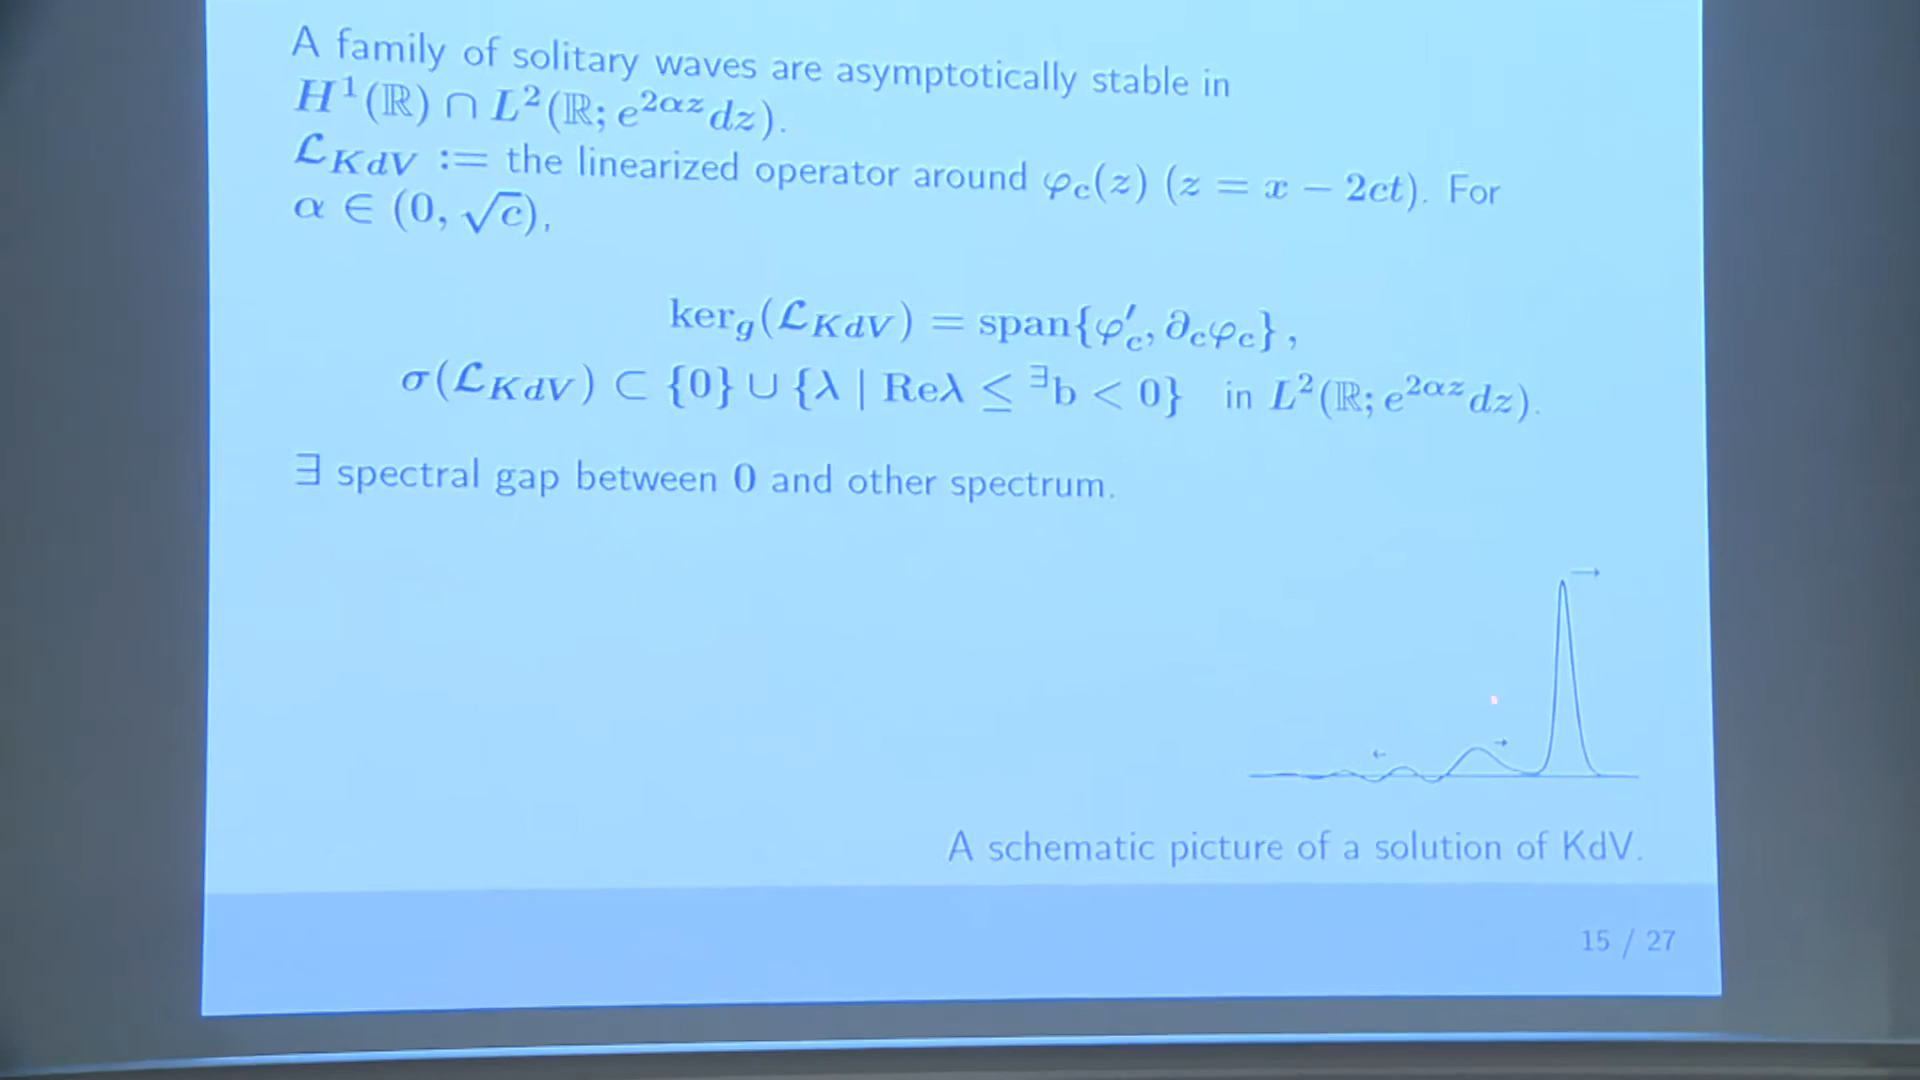 A family of solitary waves are asymptotically stable in
H¹(ℝ) ∩ L²(ℝ; e^{2αz}dz).
𝓛_{KdV} := the linearized operator around φ_c(z) (z = x − 2ct). For
α ∈ (0, √c),
ker_g(𝓛_{KdV}) = span{φ′_c, ∂_cφ_c},
σ(𝓛_{KdV}) ⊂ {0} ∪ {λ | Reλ ≤ ^∃b < 0} in L²(ℝ; e^{2αz}dz).
∃ spectral gap between 0 and other spectrum.
A schematic picture of a solution of KdV.
15 / 27